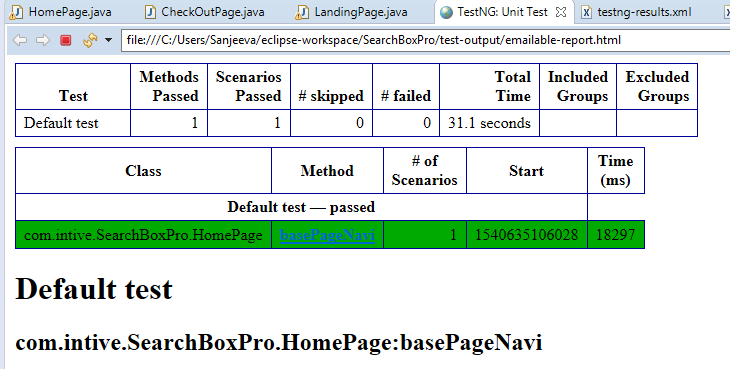 HomePage.java CheckOutPage.java LandingPage.java TestNG: Unit Test testng-results.xml
file:///C:/Users/Sanjeeva/eclipse-workspace/SearchBoxPro/test-output/emailable-report.html
Test Methods Passed Scenarios Passed # skipped # failed Total Time Included Groups Excluded Groups
Default test 1 1 0 0 31.1 seconds
Class Method # of Scenarios Start Time (ms)
Default test — passed
com.intive.SearchBoxPro.HomePage basePageNavi 1 1540635106028 18297
Default test
com.intive.SearchBoxPro.HomePage:basePageNavi